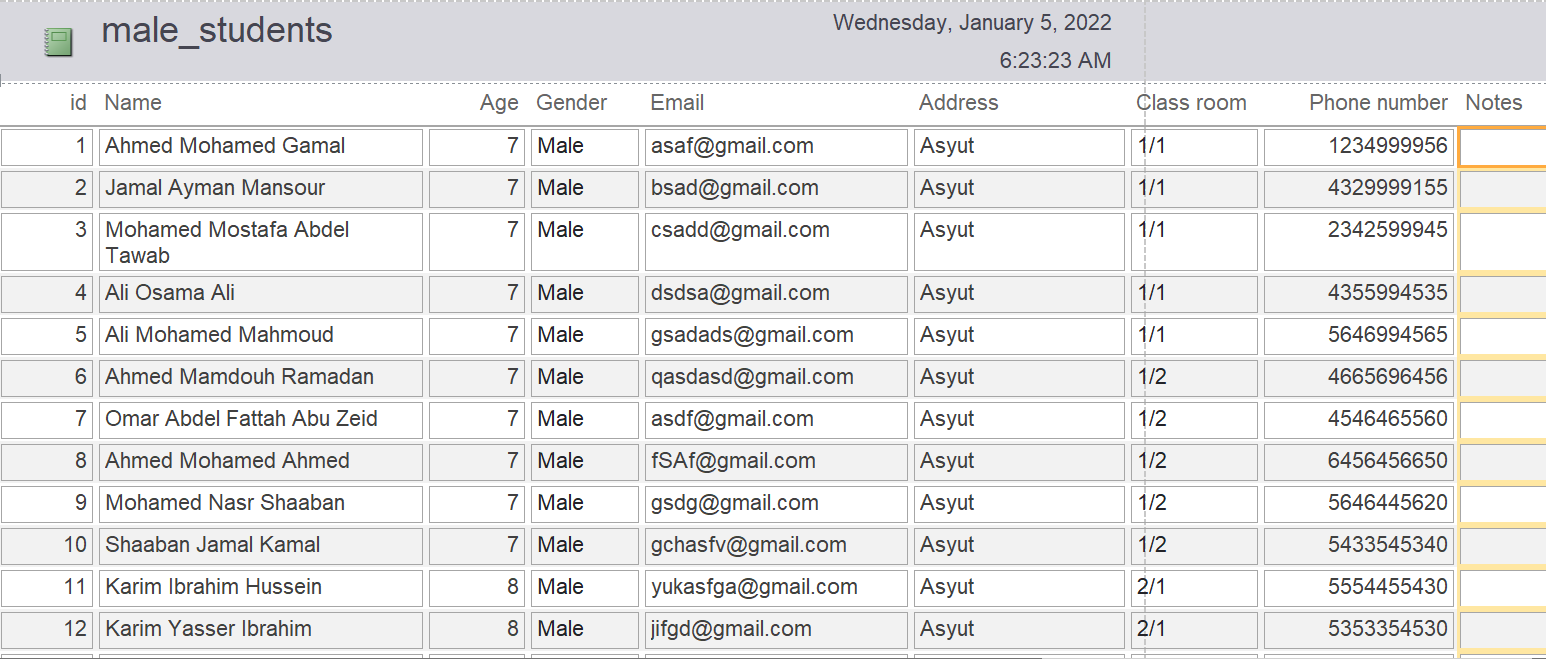 male_students
Wednesday, January 5, 2022
6:23:23 AM
id Name Age Gender Email Address Class room Phone number Notes
1 Ahmed Mohamed Gamal 7 Male asaf@gmail.com Asyut 1/1 1234999956
2 Jamal Ayman Mansour 7 Male bsad@gmail.com Asyut 1/1 4329999155
3 Mohamed Mostafa Abdel 7 Male csadd@gmail.com Asyut 1/1 2342599945
Tawab
4 Ali Osama Ali 7 Male dsdsa@gmail.com Asyut 1/1 4355994535
5 Ali Mohamed Mahmoud 7 Male gsadads@gmail.com Asyut 1/1 5646994565
6 Ahmed Mamdouh Ramadan 7 Male qasdasd@gmail.com Asyut 1/2 4665696456
7 Omar Abdel Fattah Abu Zeid 7 Male asdf@gmail.com Asyut 1/2 4546465560
8 Ahmed Mohamed Ahmed 7 Male fSAf@gmail.com Asyut 1/2 6456456650
9 Mohamed Nasr Shaaban 7 Male gsdg@gmail.com Asyut 1/2 5646445620
10 Shaaban Jamal Kamal 7 Male gchasfv@gmail.com Asyut 1/2 5433545340
11 Karim Ibrahim Hussein 8 Male yukasfga@gmail.com Asyut 2/1 5554455430
12 Karim Yasser Ibrahim 8 Male jifgd@gmail.com Asyut 2/1 5353354530